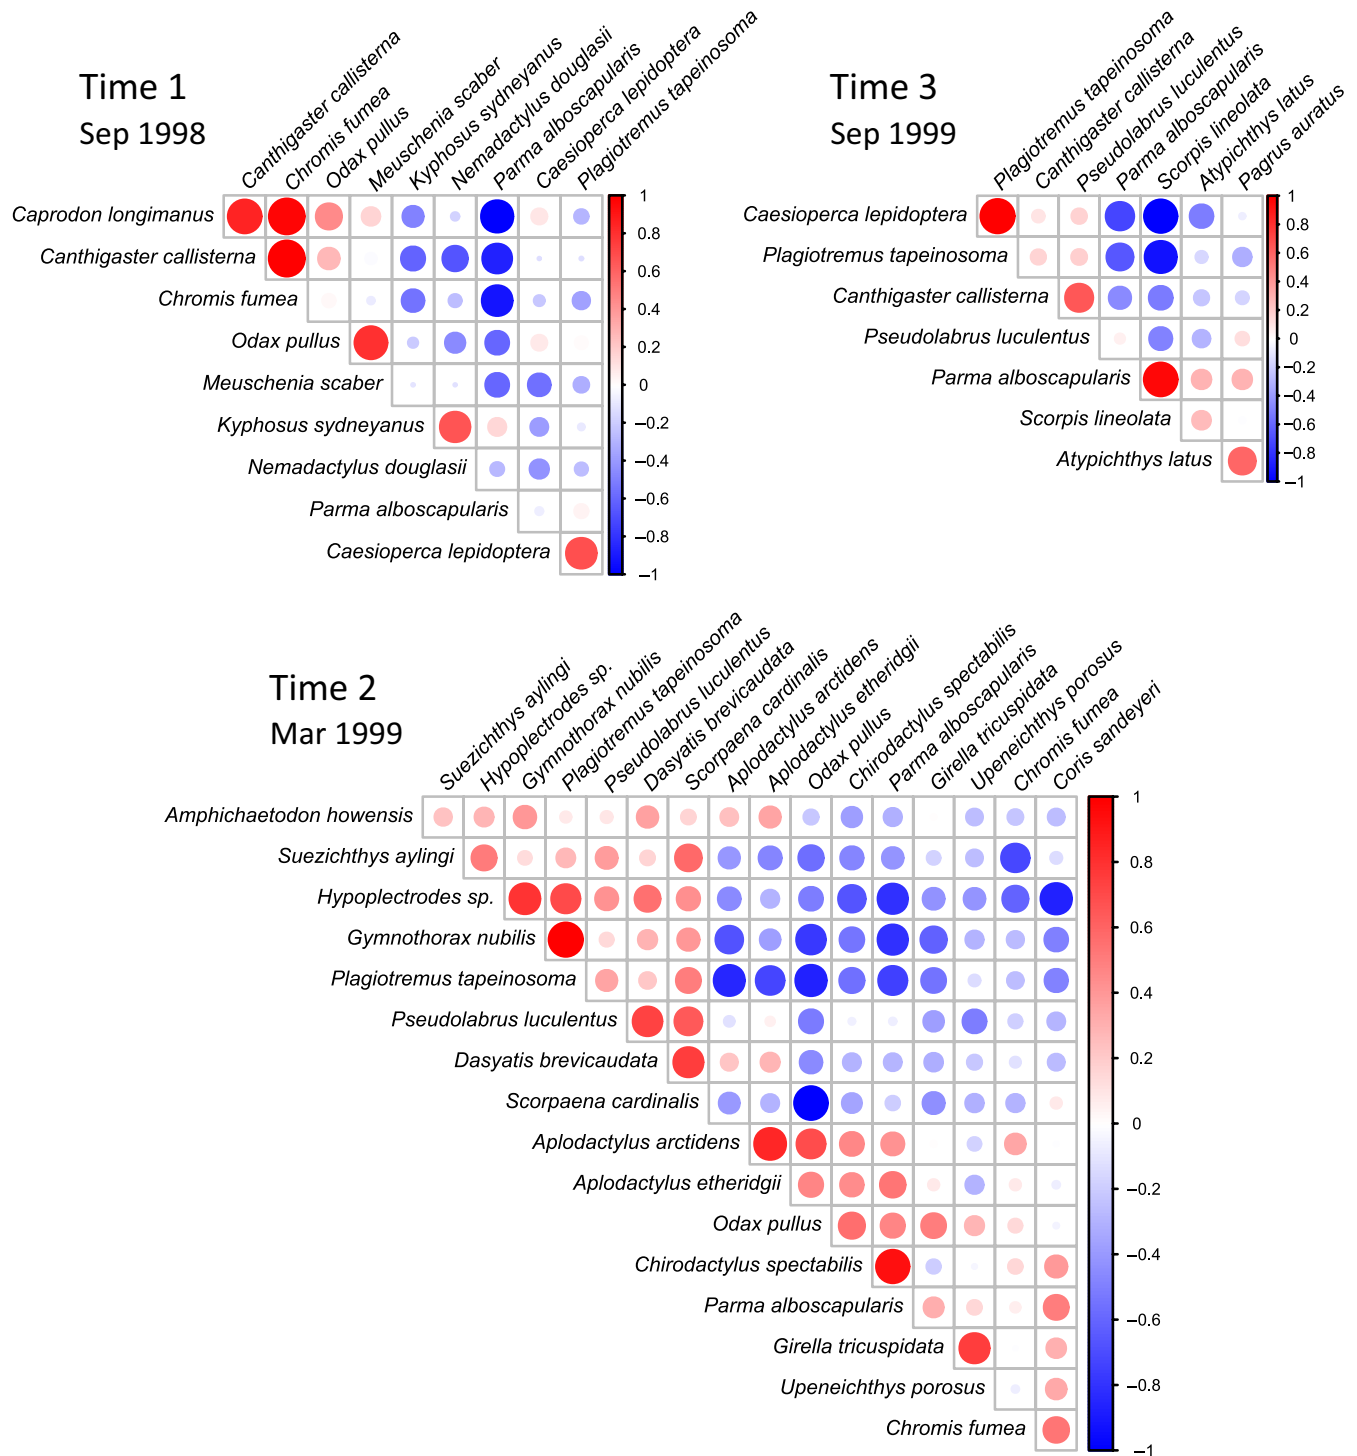 Time 1
Sep 1998
Canthigaster callisterna
Chromis fumea
Odax pullus
Meuschenia scaber
Kyphosus sydneyanus
Nemadactylus douglasii
Parma alboscapularis
Caesioperca lepidoptera
Plagiotremus tapeinosoma
Caprodon longimanus
Canthigaster callisterna
Chromis fumea
Odax pullus
Meuschenia scaber
Kyphosus sydneyanus
Nemadactylus douglasii
Parma alboscapularis
Caesioperca lepidoptera
1
0.8
0.6
0.4
0.2
0
−0.2
−0.4
−0.6
−0.8
−1
Time 3
Sep 1999
Plagiotremus tapeinosoma
Canthigaster callisterna
Pseudolabrus luculentus
Parma alboscapularis
Scorpis lineolata
Atypichthys latus
Pagrus auratus
Caesioperca lepidoptera
Plagiotremus tapeinosoma
Canthigaster callisterna
Pseudolabrus luculentus
Parma alboscapularis
Scorpis lineolata
Atypichthys latus
1
0.8
0.6
0.4
0.2
0
−0.2
−0.4
−0.6
−0.8
−1
Time 2
Mar 1999
Suezichthys aylingi
Hypoplectrodes sp.
Gymnothorax nubilis
Plagiotremus tapeinosoma
Pseudolabrus luculentus
Dasyatis brevicaudata
Scorpaena cardinalis
Aplodactylus arctidens
Aplodactylus etheridgii
Odax pullus
Chirodactylus spectabilis
Parma alboscapularis
Girella tricuspidata
Upeneichthys porosus
Chromis fumea
Coris sandeyeri
Amphichaetodon howensis
Suezichthys aylingi
Hypoplectrodes sp.
Gymnothorax nubilis
Plagiotremus tapeinosoma
Pseudolabrus luculentus
Dasyatis brevicaudata
Scorpaena cardinalis
Aplodactylus arctidens
Aplodactylus etheridgii
Odax pullus
Chirodactylus spectabilis
Parma alboscapularis
Girella tricuspidata
Upeneichthys porosus
Chromis fumea
1
0.8
0.6
0.4
0.2
0
−0.2
−0.4
−0.6
−0.8
−1